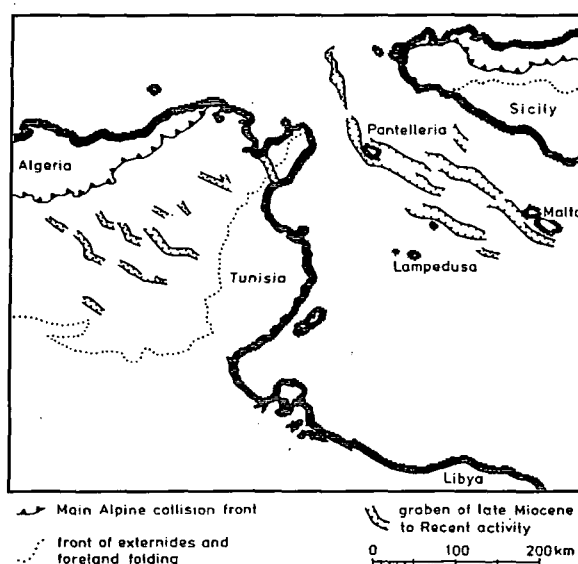 Sicily
Pantelleria
Algeria
Malta
Lampedusa
Tunisia
Libya
Main Alpine collision front
front of externides and
foreland folding
groben of late Miocene
to Recent activity
0 100 200km